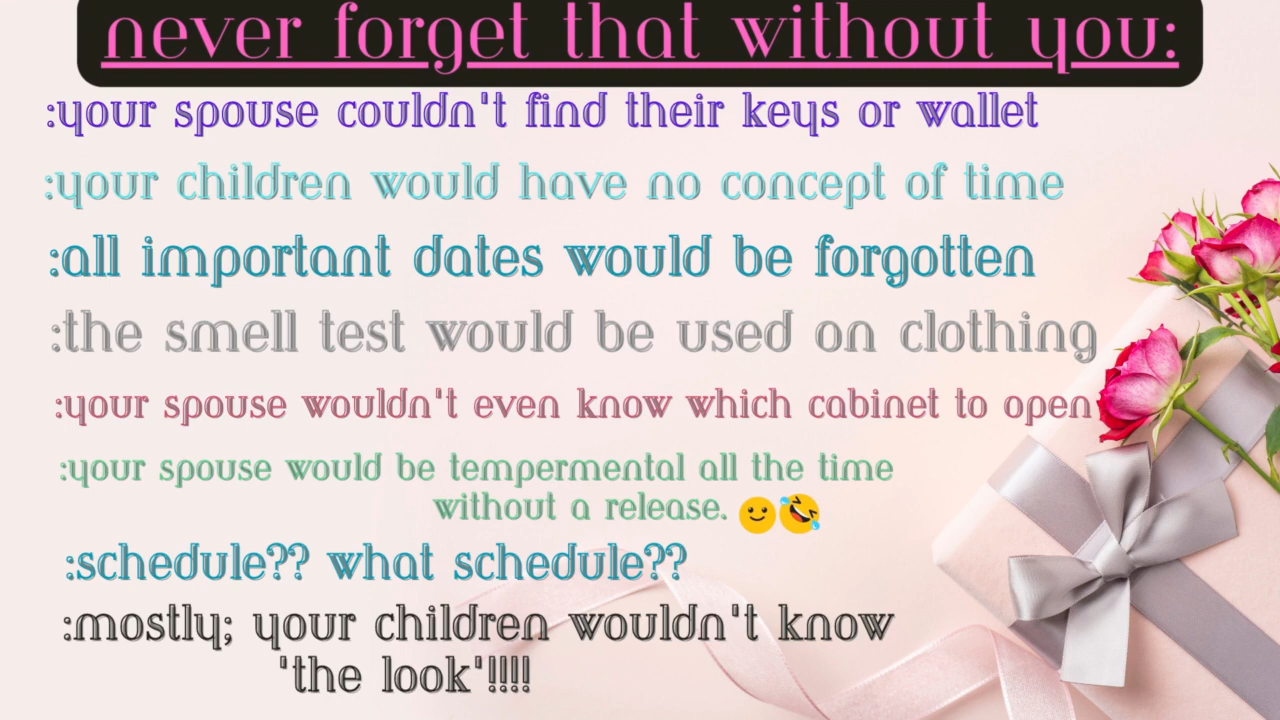 never forget that without you:
:your spouse couldn't find their keys or wallet
:your children would have no concept of time
:all important dates would be forgotten
:the smell test would be used on clothing
:your spouse wouldn't even know which cabinet to open
:your spouse would be tempermental all the time
without a release. 🙂🤣
:schedule?? what schedule??
:mostly; your children wouldn't know
'the look'!!!!